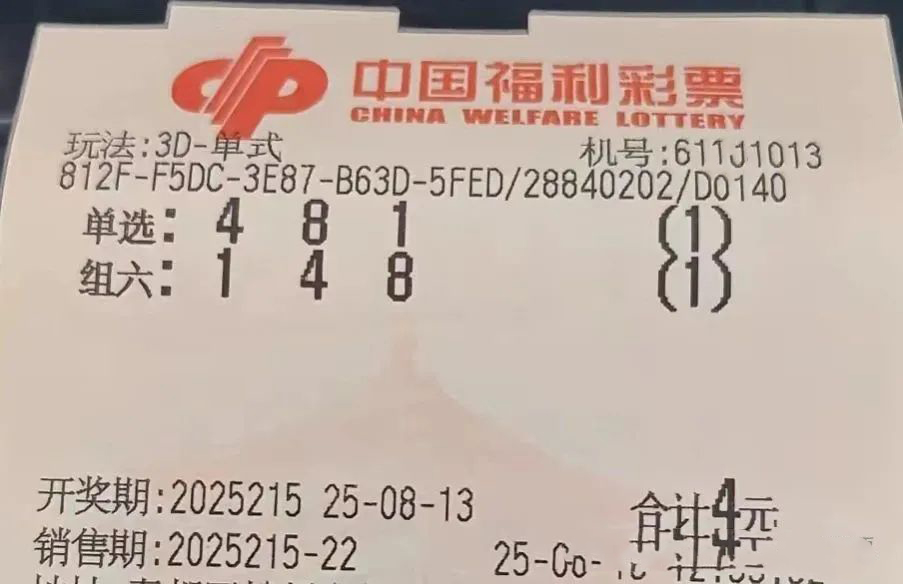 中国福利彩票
CHINA WELFARE LOTTERY
玩法:3D-单式 机号:61101013
812F-F5DC-3E87-B63D-5FED/28840202/D0140
单选: 4 8 1 (1)
组六: 1 4 8 (1)
开奖期:2025215 25-08-13 合计4元
销售期:2025215-22 25-